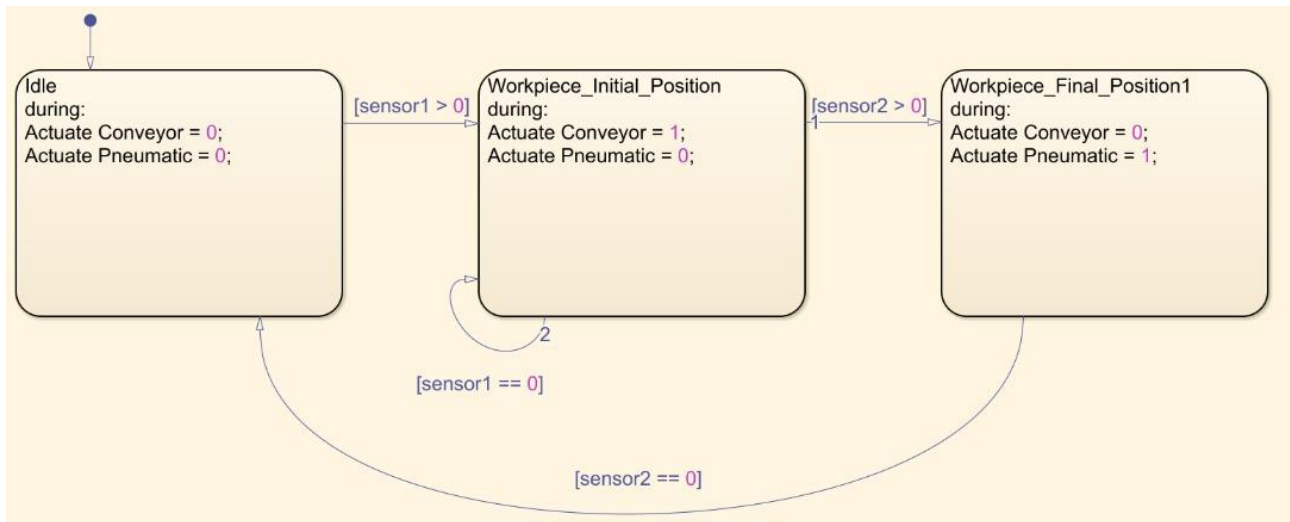 Idle
during:
Actuate Conveyor = 0;
Actuate Pneumatic = 0;
[sensor1 > 0]
Workpiece_Initial_Position
during:
Actuate Conveyor = 1;
Actuate Pneumatic = 0;
[sensor2 > 0]
1
Workpiece_Final_Position1
during:
Actuate Conveyor = 0;
Actuate Pneumatic = 1;
2
[sensor1 == 0]
[sensor2 == 0]